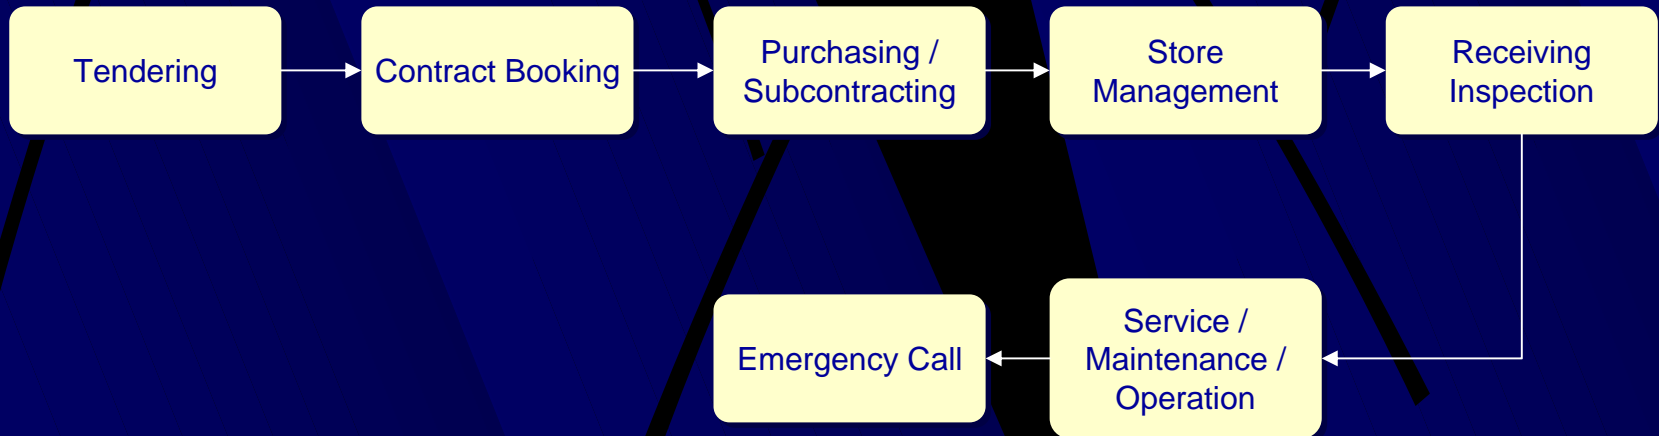 Tendering
Contract Booking
Purchasing /
Subcontracting
Store
Management
Receiving
Inspection
Service /
Maintenance /
Operation
Emergency Call